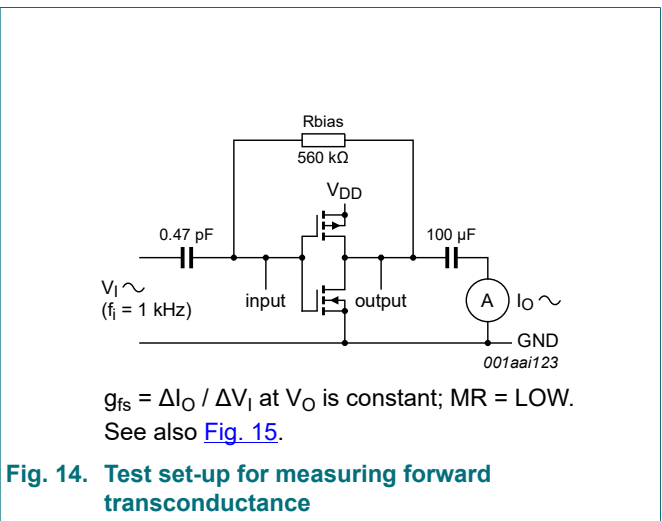 Rbias
560 kΩ
VDD
0.47 pF
100 µF
VI
(fi = 1 kHz)
input
output
A
IO
GND
001aai123
gfs = ΔIO / ΔVI at VO is constant; MR = LOW.
See also Fig. 15.
Fig. 14. Test set-up for measuring forward
transconductance